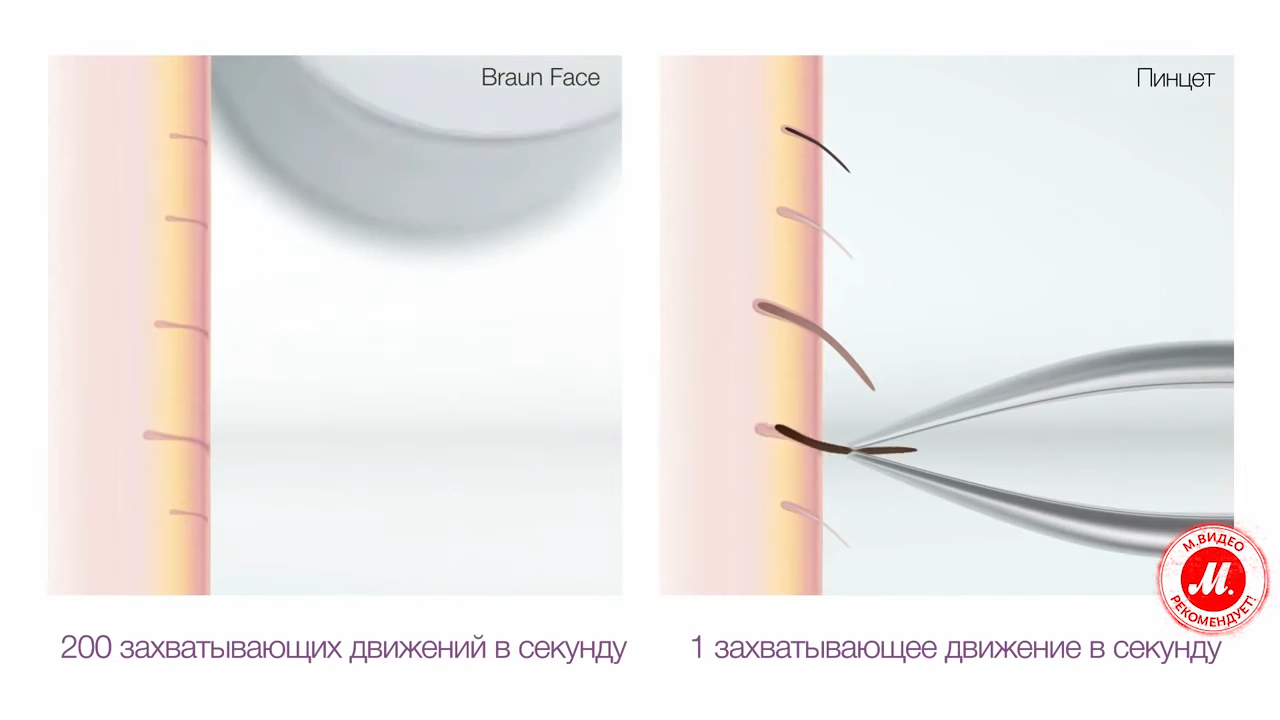 Braun Face
Пинцет
200 захватывающих движений в секунду
1 захватывающее движение в секунду
М.ВИДЕО
М.
РЕКОМЕНДУЕТ!